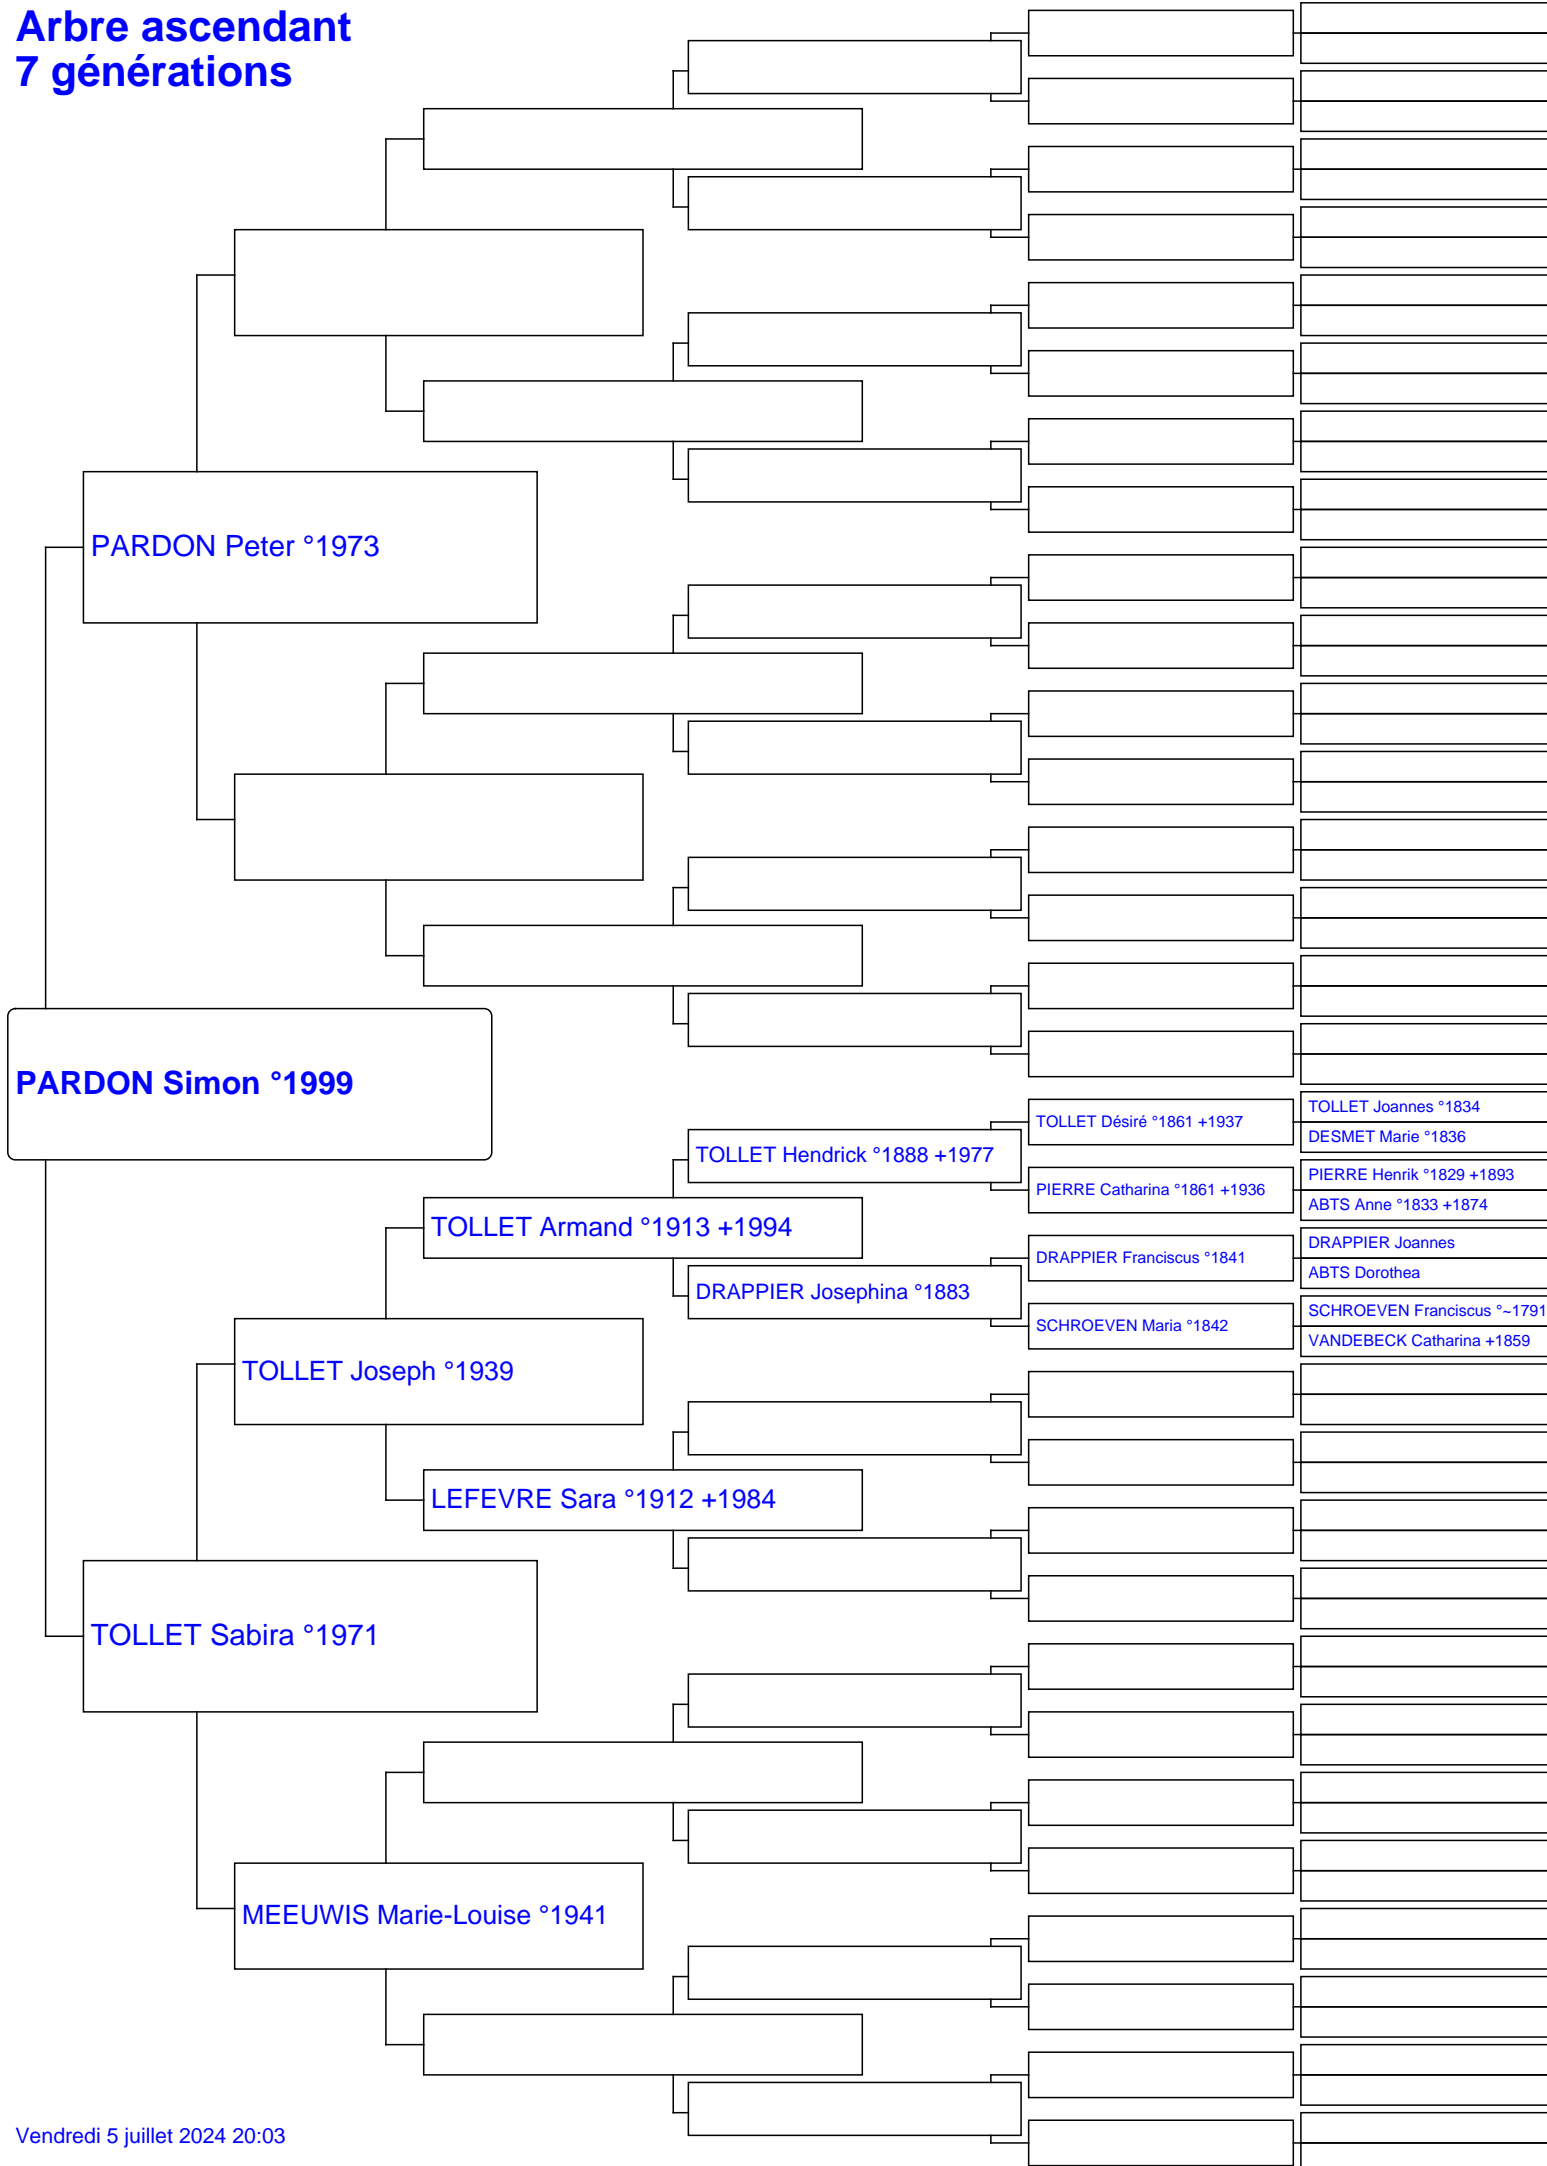 Arbre ascendant
7 générations
PARDON Peter °1973
PARDON Simon °1999
TOLLET Sabira °1971
TOLLET Joseph °1939
MEEUWIS Marie-Louise °1941
TOLLET Armand °1913 +1994
LEFEVRE Sara °1912 +1984
TOLLET Hendrick °1888 +1977
DRAPPIER Josephina °1883
TOLLET Désiré °1861 +1937
PIERRE Catharina °1861 +1936
DRAPPIER Franciscus °1841
SCHROEVEN Maria °1842
TOLLET Joannes °1834
DESMET Marie °1836
PIERRE Henrik °1829 +1893
ABTS Anne °1833 +1874
DRAPPIER Joannes
ABTS Dorothea
SCHROEVEN Franciscus °~1791
VANDEBECK Catharina +1859
Vendredi 5 juillet 2024 20:03